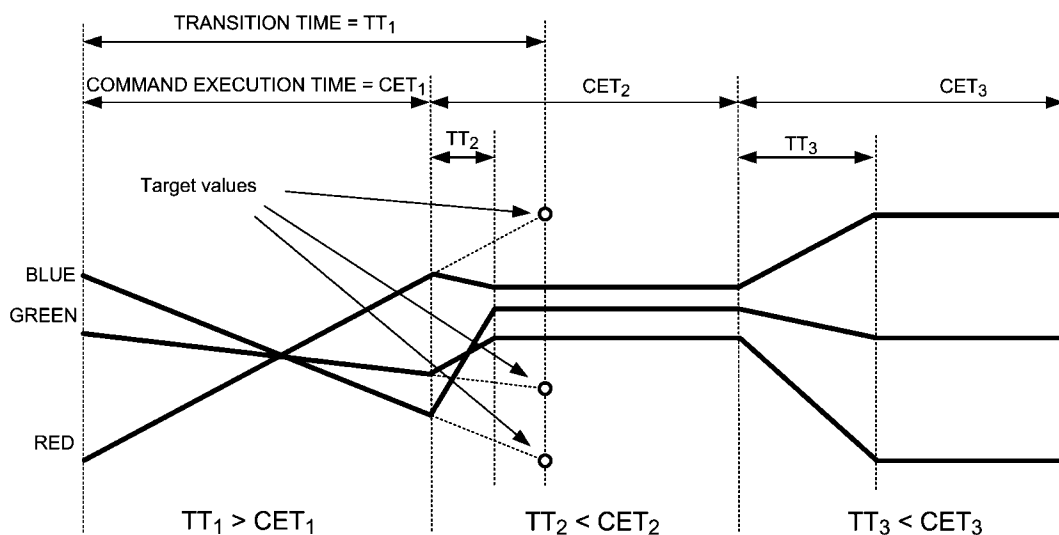 TRANSITION TIME = TT₁
COMMAND EXECUTION TIME = CET₁
CET₂
CET₃
TT₂
TT₃
Target values
BLUE
GREEN
RED
TT₁ > CET₁
TT₂ < CET₂
TT₃ < CET₃